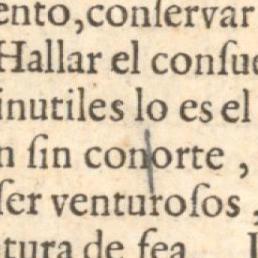 ento, conſervar
Hallar el conſue
inutiles lo es el
n ſin conorte ,
ſer venturoſos ,
tura de fea